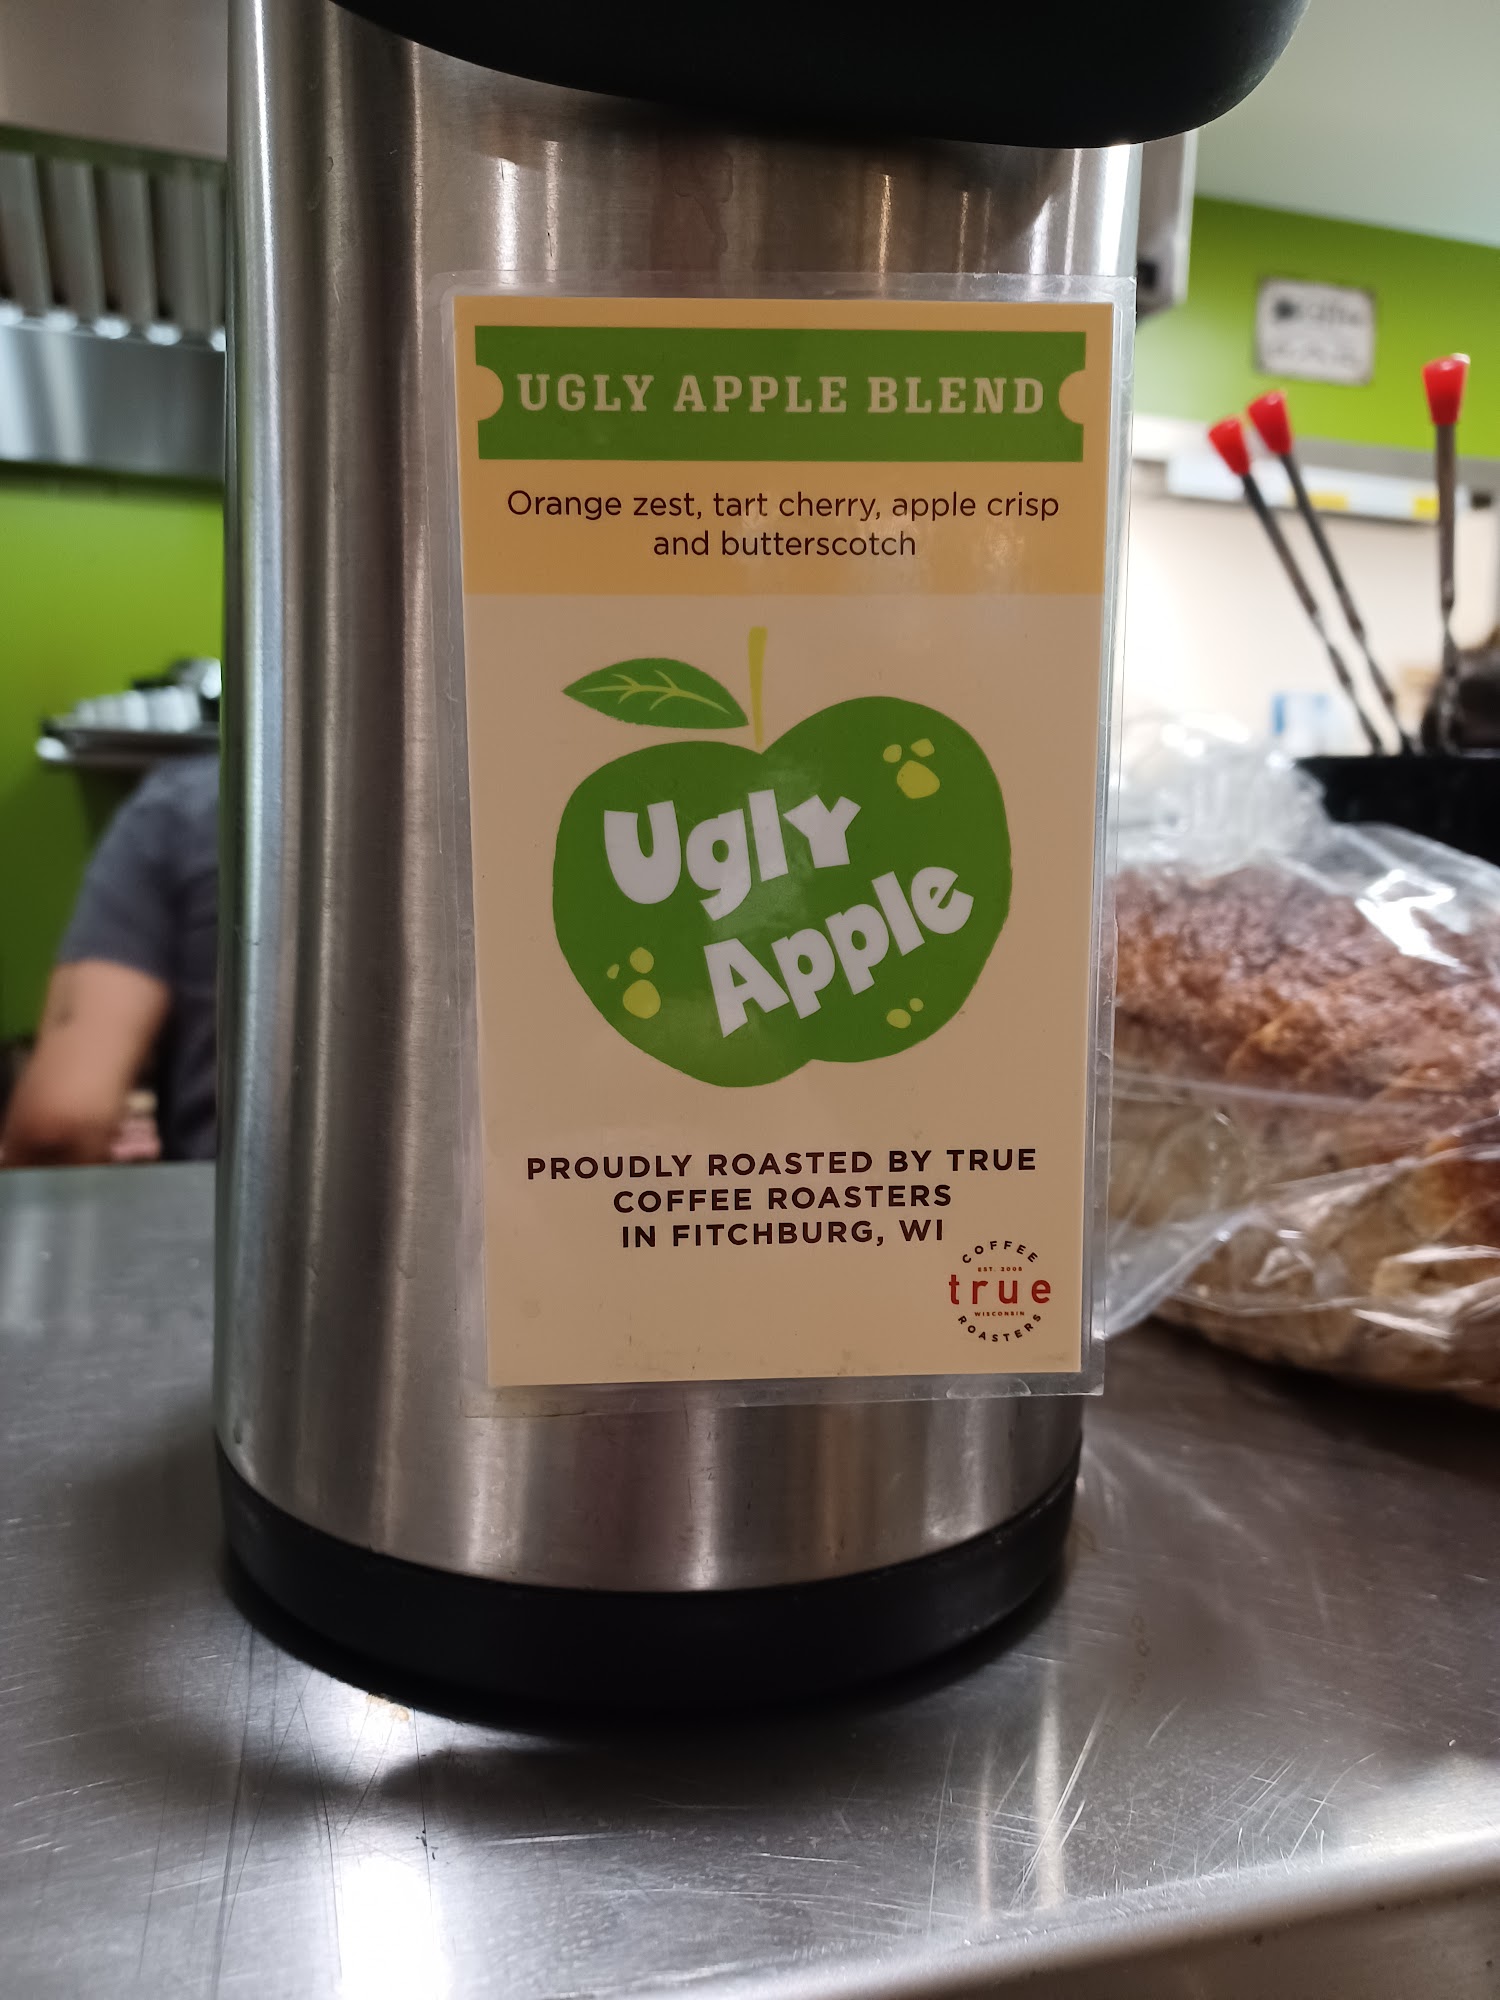 UGLY APPLE BLEND
Orange zest, tart cherry, apple crisp
and butterscotch
Ugly
Apple
PROUDLY ROASTED BY TRUE
COFFEE ROASTERS
IN FITCHBURG, WI
COFFEE
true
WISCONSIN
ROASTERS